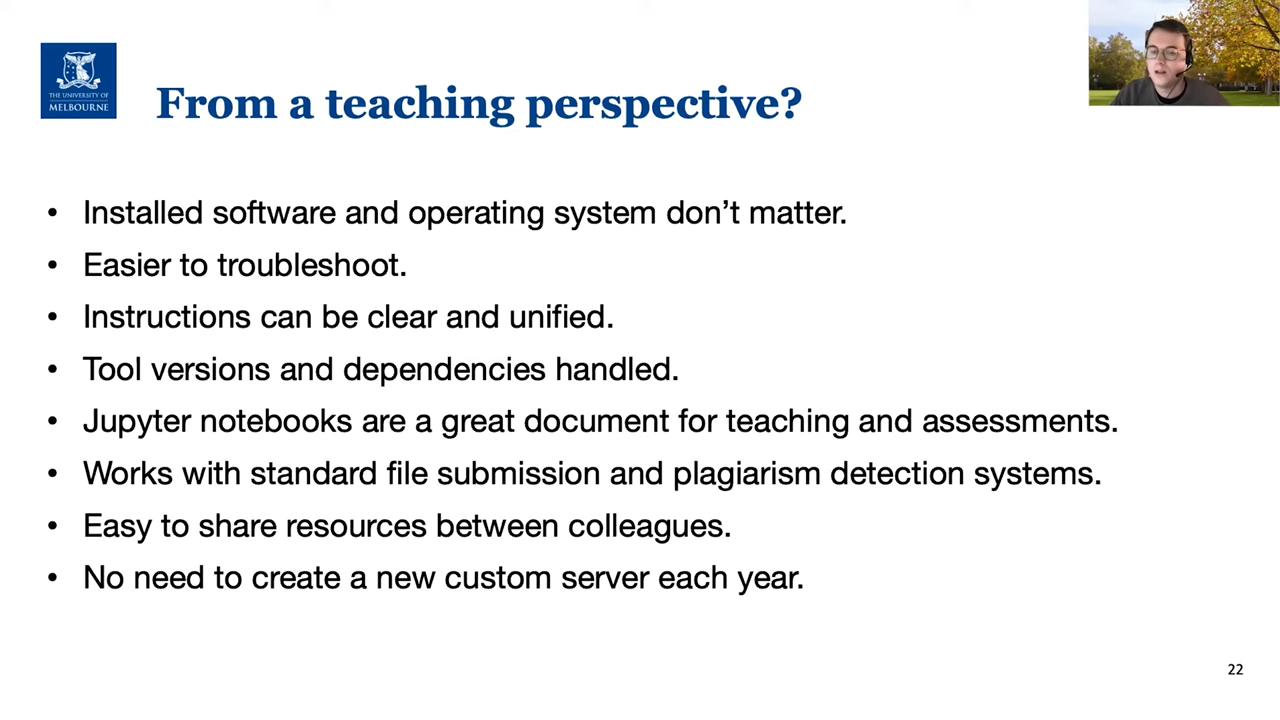 THE UNIVERSITY OF
MELBOURNE
From a teaching perspective?
• Installed software and operating system don’t matter.
• Easier to troubleshoot.
• Instructions can be clear and unified.
• Tool versions and dependencies handled.
• Jupyter notebooks are a great document for teaching and assessments.
• Works with standard file submission and plagiarism detection systems.
• Easy to share resources between colleagues.
• No need to create a new custom server each year.
22